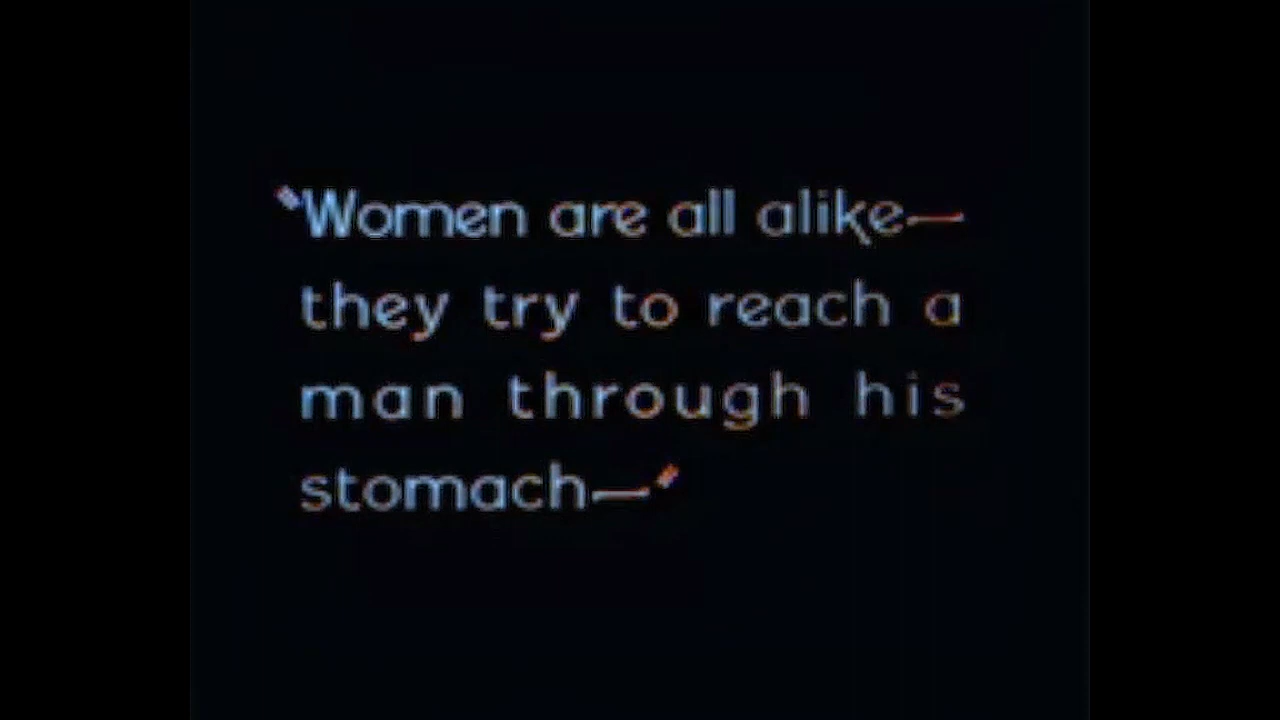 "Women are all alike—
they try to reach a
man through his
stomach—"